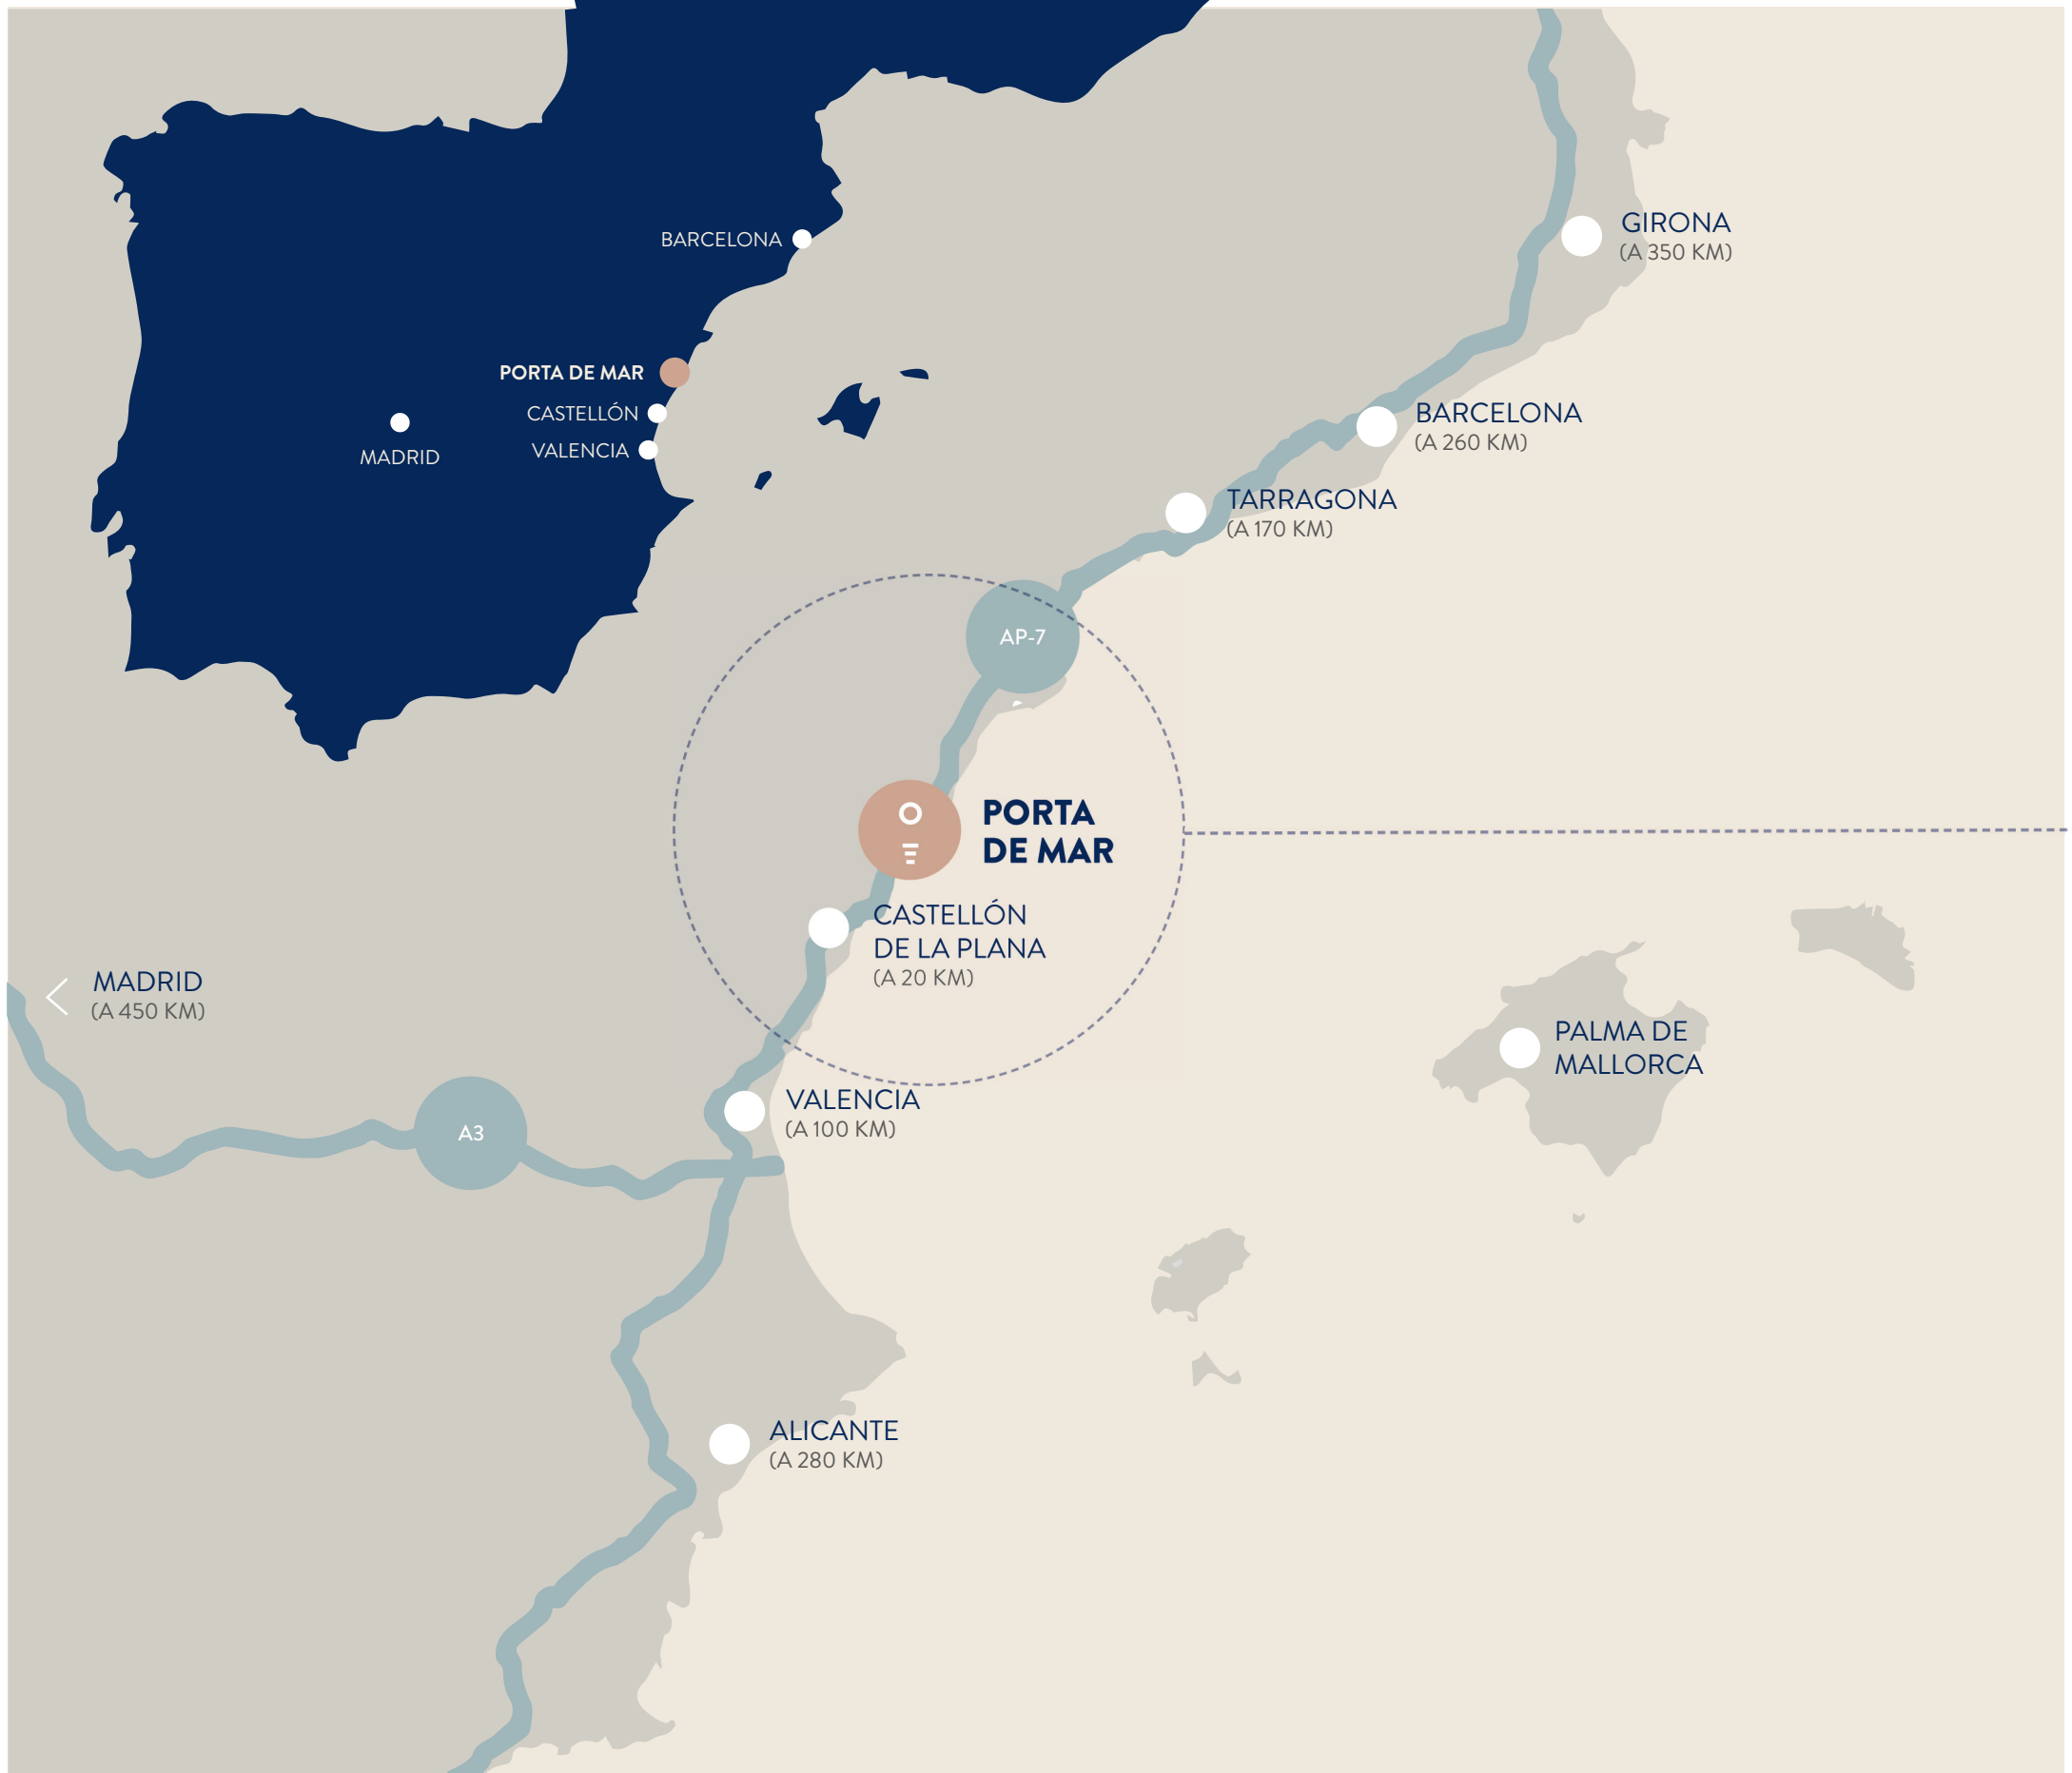 BARCELONA
PORTA DE MAR
CASTELLÓN
MADRID
VALENCIA
GIRONA
(A 350 KM)
BARCELONA
(A 260 KM)
TARRAGONA
(A 170 KM)
AP-7
PORTA
DE MAR
CASTELLÓN
DE LA PLANA
(A 20 KM)
MADRID
(A 450 KM)
PALMA DE
MALLORCA
VALENCIA
(A 100 KM)
A3
ALICANTE
(A 280 KM)